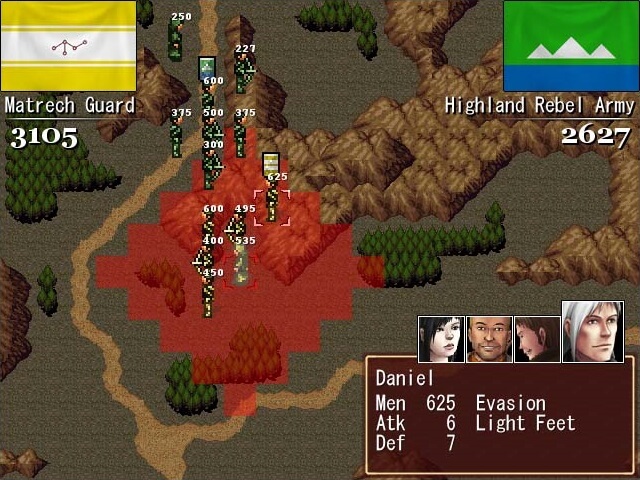 Matrech Guard
3105
Highland Rebel Army
2627
250
227
600
375
500
375
300
625
600
495
400
535
450
Daniel
Men 625 Evasion
Atk 6 Light Feet
Def 7